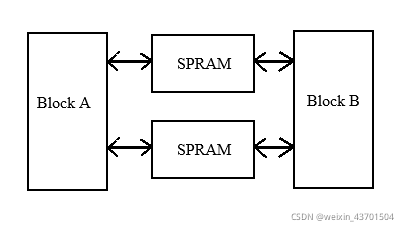 SPRAM
Block A
Block B
SPRAM
CSDN @weixin_43701504